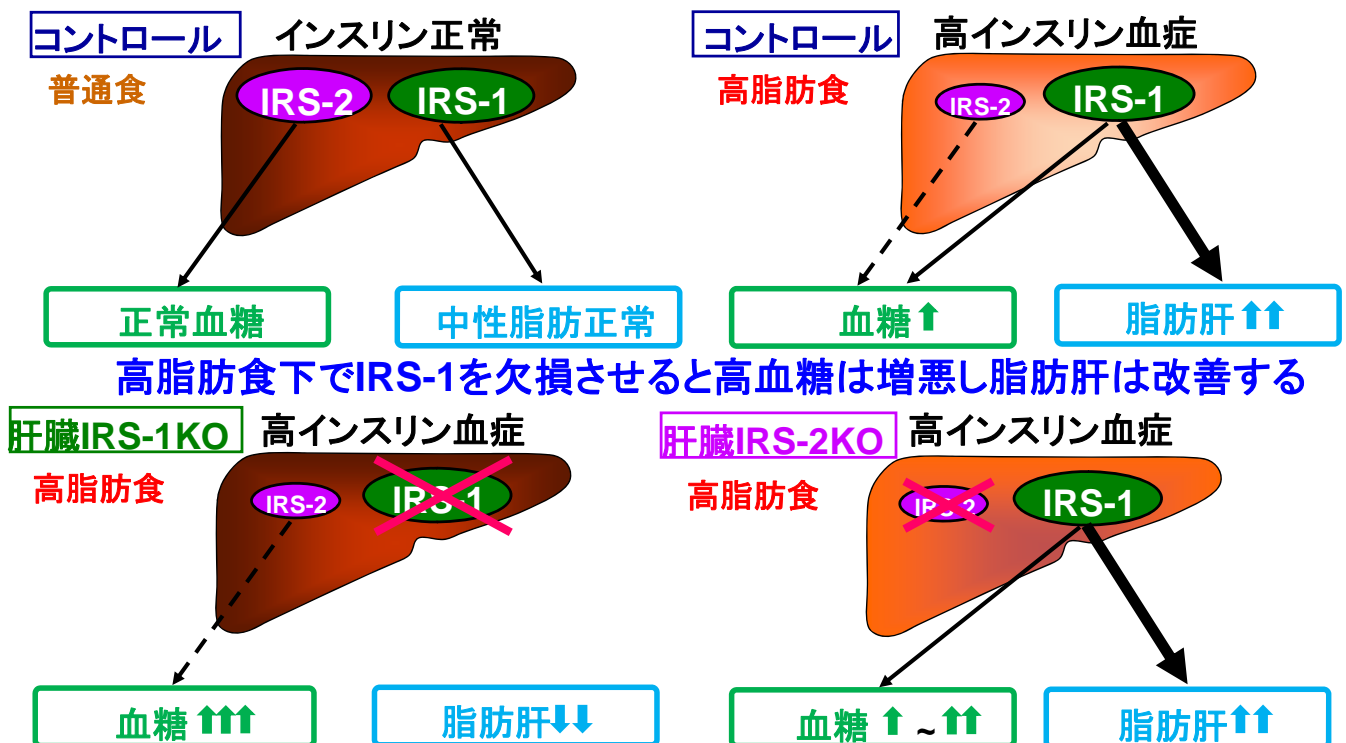 コントロール
インスリン正常
普通食
IRS-2
IRS-1
正常血糖
中性脂肪正常
コントロール
高インスリン血症
高脂肪食
IRS-2
IRS-1
血糖⬆
脂肪肝⬆⬆
高脂肪食下でIRS-1を欠損させると高血糖は増悪し脂肪肝は改善する
肝臓IRS-1KO
高インスリン血症
高脂肪食
IRS-2
IRS-1
血糖⬆⬆⬆
脂肪肝⬇⬇
肝臓IRS-2KO
高インスリン血症
高脂肪食
IRS-2
IRS-1
血糖 ⬆ ~ ⬆⬆
脂肪肝⬆⬆